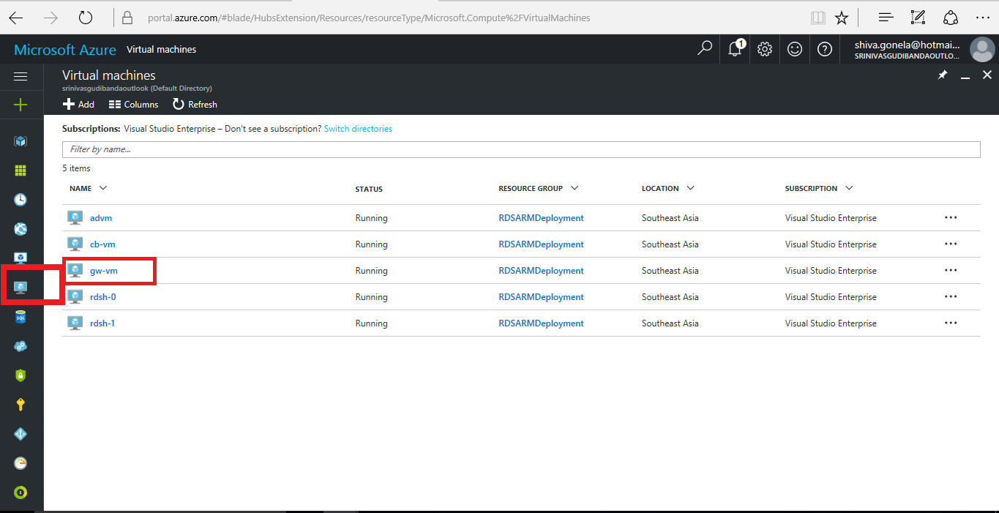 portal.azure.com/#blade/HubsExtension/Resources/resourceType/Microsoft.Compute%2FVirtualMachines
Microsoft Azure Virtual machines
1
shiva.gonela@hotmai...
SRINIVASGUDIBANDAOUTLO...
Virtual machines
srinivasgudibandaoutlook (Default Directory)
Add Columns Refresh
Subscriptions: Visual Studio Enterprise – Don't see a subscription? Switch directories
Filter by name...
5 items
NAME STATUS RESOURCE GROUP LOCATION SUBSCRIPTION
advm Running RDSARMDeployment Southeast Asia Visual Studio Enterprise ...
cb-vm Running RDSARMDeployment Southeast Asia Visual Studio Enterprise ...
gw-vm Running RDSARMDeployment Southeast Asia Visual Studio Enterprise ...
rdsh-0 Running RDSARMDeployment Southeast Asia Visual Studio Enterprise ...
SQL
rdsh-1 Running RDSARMDeployment Southeast Asia Visual Studio Enterprise ...